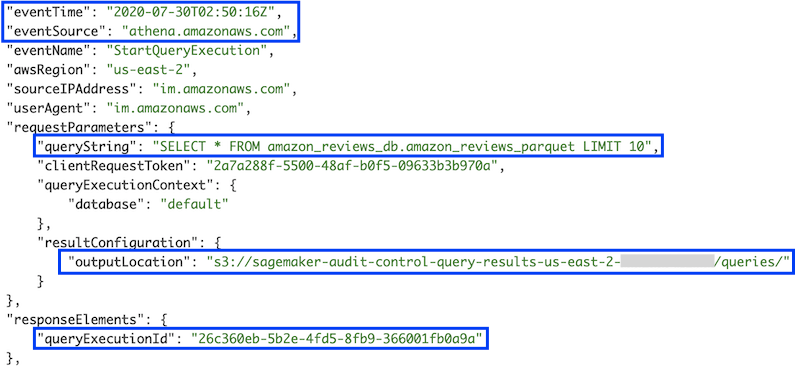 "eventTime": "2020-07-30T02:50:16Z",
"eventSource": "athena.amazonaws.com",
"eventName": "StartQueryExecution",
"awsRegion": "us-east-2",
"sourceIPAddress": "im.amazonaws.com",
"userAgent": "im.amazonaws.com",
"requestParameters": {
    "queryString": "SELECT * FROM amazon_reviews_db.amazon_reviews_parquet LIMIT 10",
    "clientRequestToken": "2a7a288f-5500-48af-b0f5-09633b3b970a",
    "queryExecutionContext": {
        "database": "default"
    },
    "resultConfiguration": {
        "outputLocation": "s3://sagemaker-audit-control-query-results-us-east-2- /queries/"
    }
},
"responseElements": {
    "queryExecutionId": "26c360eb-5b2e-4fd5-8fb9-366001fb0a9a"
},